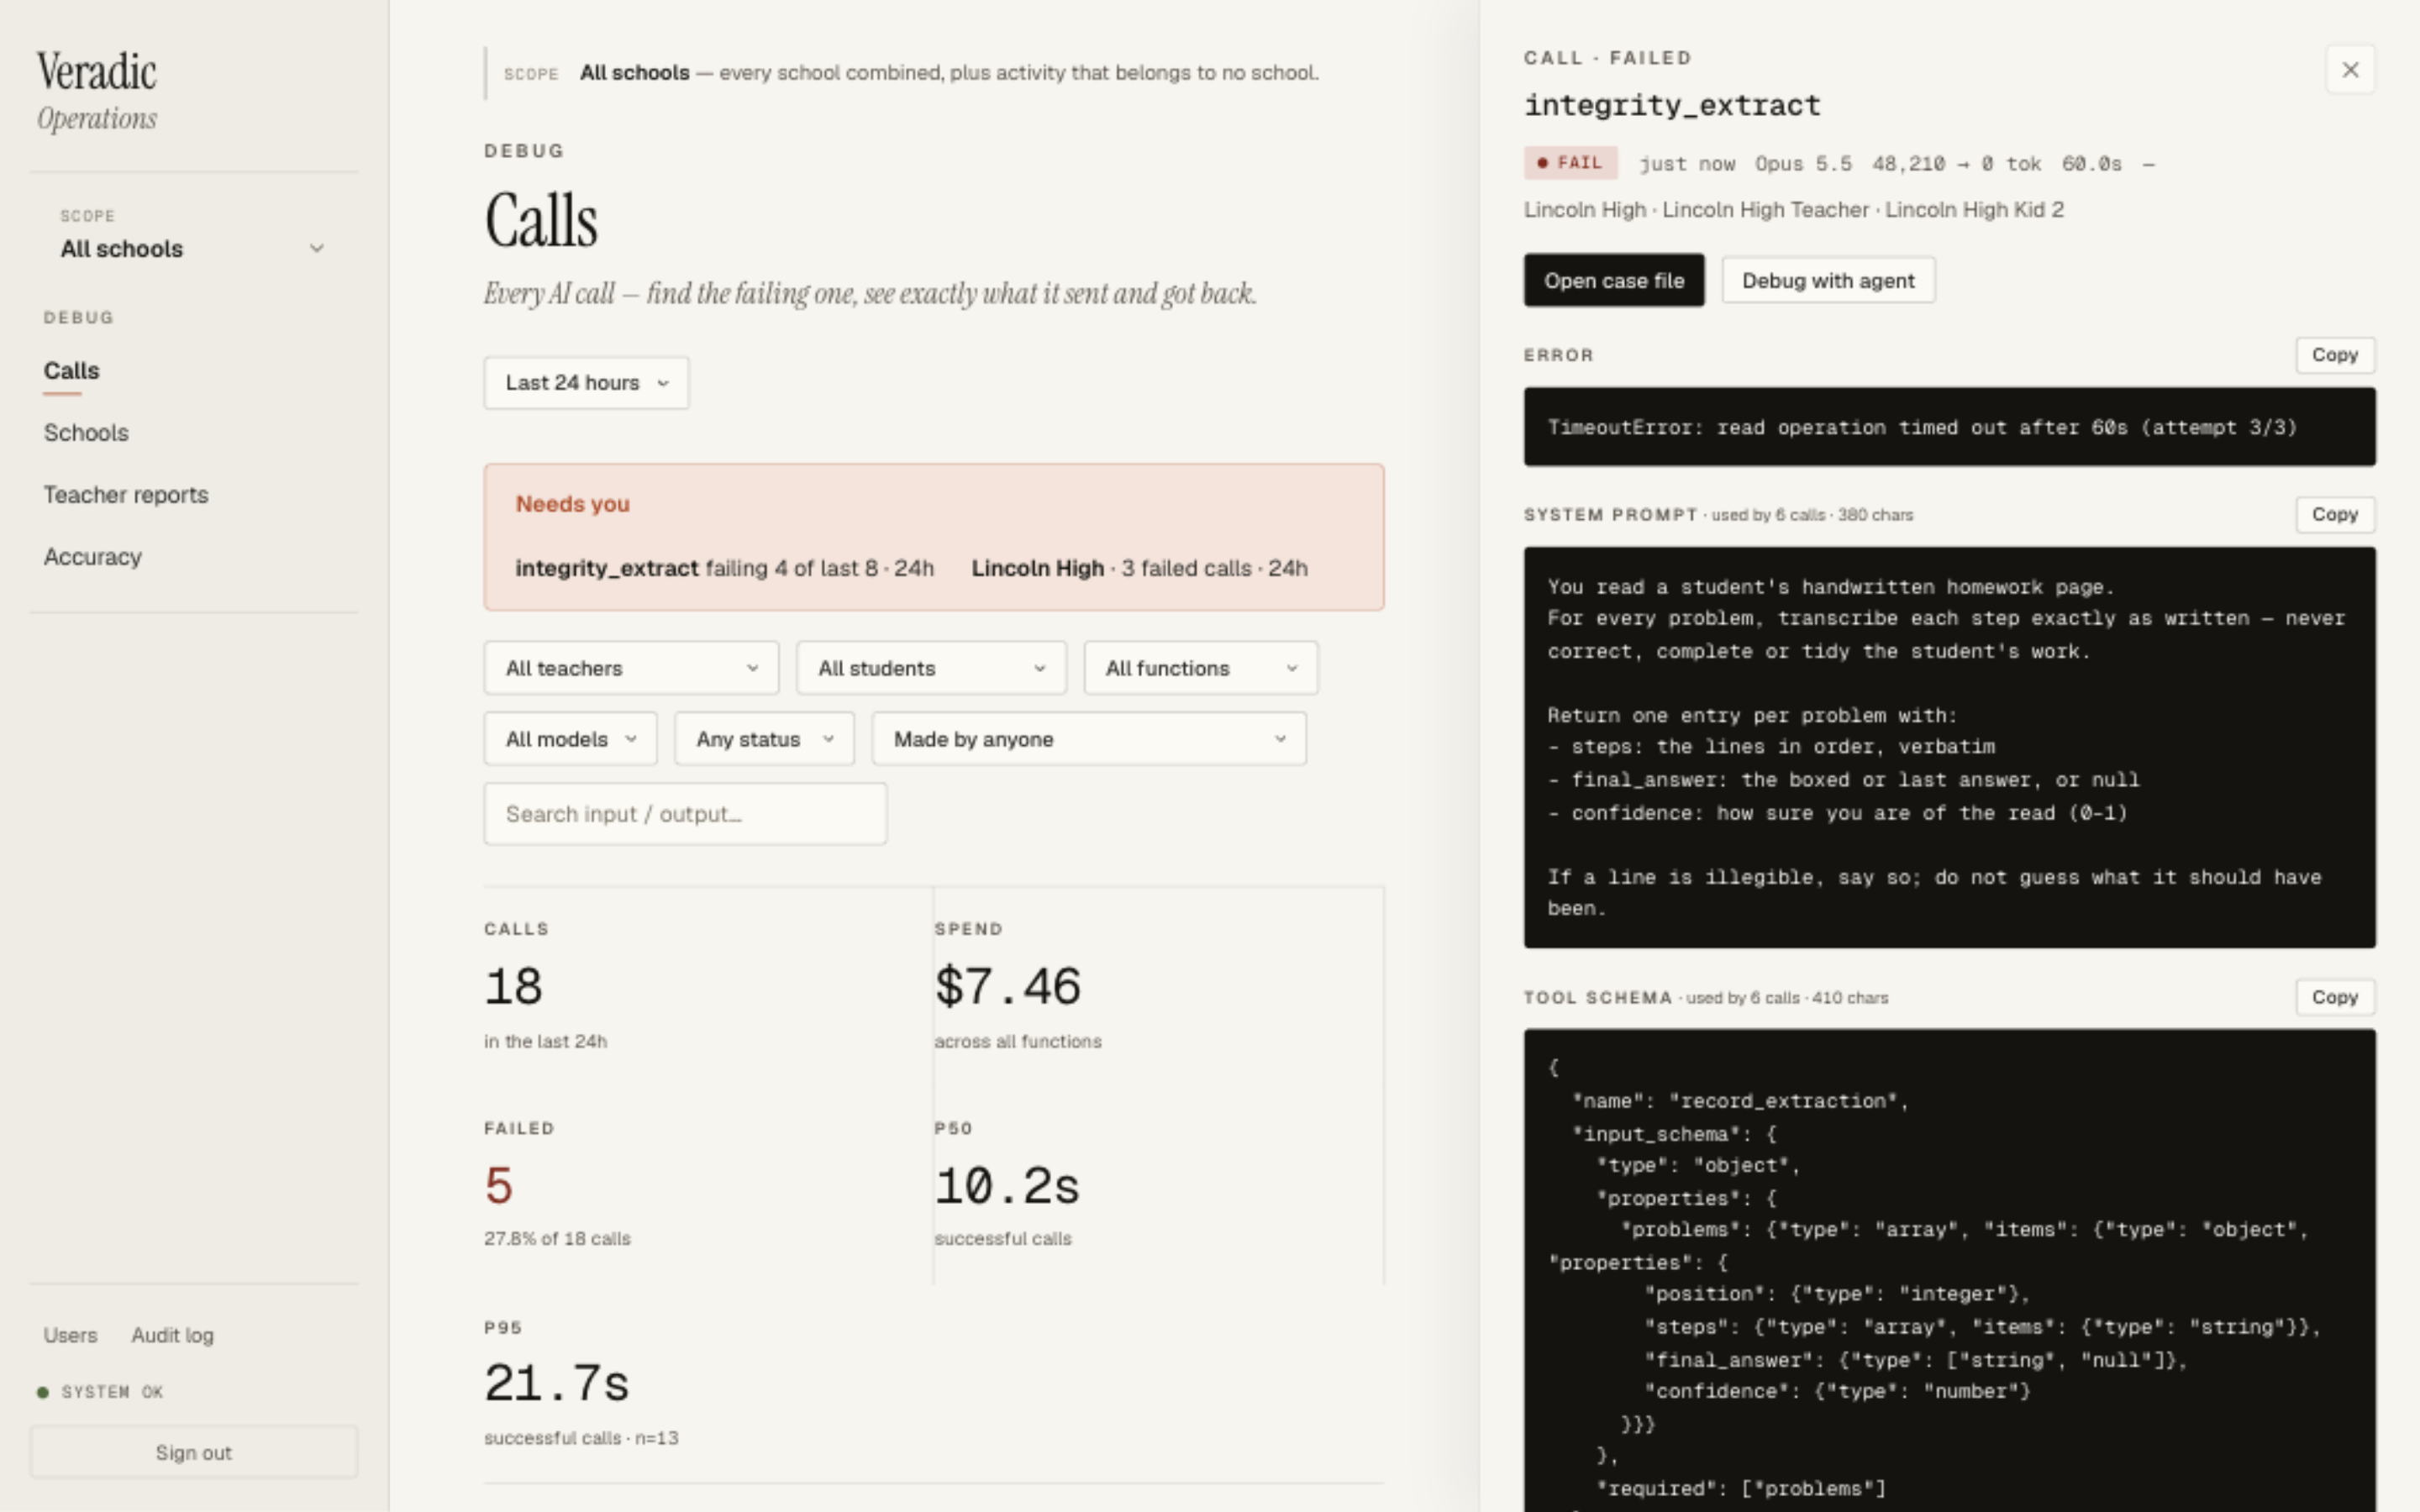 Veradic
Operations
SCOPE
All schools
DEBUG
Calls
Schools
Teacher reports
Accuracy
Users Audit log
SYSTEM OK
Sign out
SCOPE All schools — every school combined, plus activity that belongs to no school.
DEBUG
Calls
Every AI call — find the failing one, see exactly what it sent and got back.
Last 24 hours
Needs you
integrity_extract failing 4 of last 8 · 24h Lincoln High · 3 failed calls · 24h
All teachers All students All functions
All models Any status Made by anyone
Search input / output…
CALLS
18
in the last 24h
SPEND
$7.46
across all functions
FAILED
5
27.8% of 18 calls
P50
10.2s
successful calls
P95
21.7s
successful calls · n=13
CALL · FAILED
integrity_extract
FAIL just now Opus 5.5 48,210 → 0 tok 60.0s —
Lincoln High · Lincoln High Teacher · Lincoln High Kid 2
Open case file Debug with agent
ERROR Copy
TimeoutError: read operation timed out after 60s (attempt 3/3)
SYSTEM PROMPT · used by 6 calls · 380 chars Copy
You read a student's handwritten homework page.
For every problem, transcribe each step exactly as written — never
correct, complete or tidy the student's work.
Return one entry per problem with:
- steps: the lines in order, verbatim
- final_answer: the boxed or last answer, or null
- confidence: how sure you are of the read (0-1)
If a line is illegible, say so; do not guess what it should have
been.
TOOL SCHEMA · used by 6 calls · 410 chars Copy
{
"name": "record_extraction",
"input_schema": {
"type": "object",
"properties": {
"problems": {"type": "array", "items": {"type": "object",
"properties": {
"position": {"type": "integer"},
"steps": {"type": "array", "items": {"type": "string"}},
"final_answer": {"type": ["string", "null"]},
"confidence": {"type": "number"}
}}}
},
"required": ["problems"]